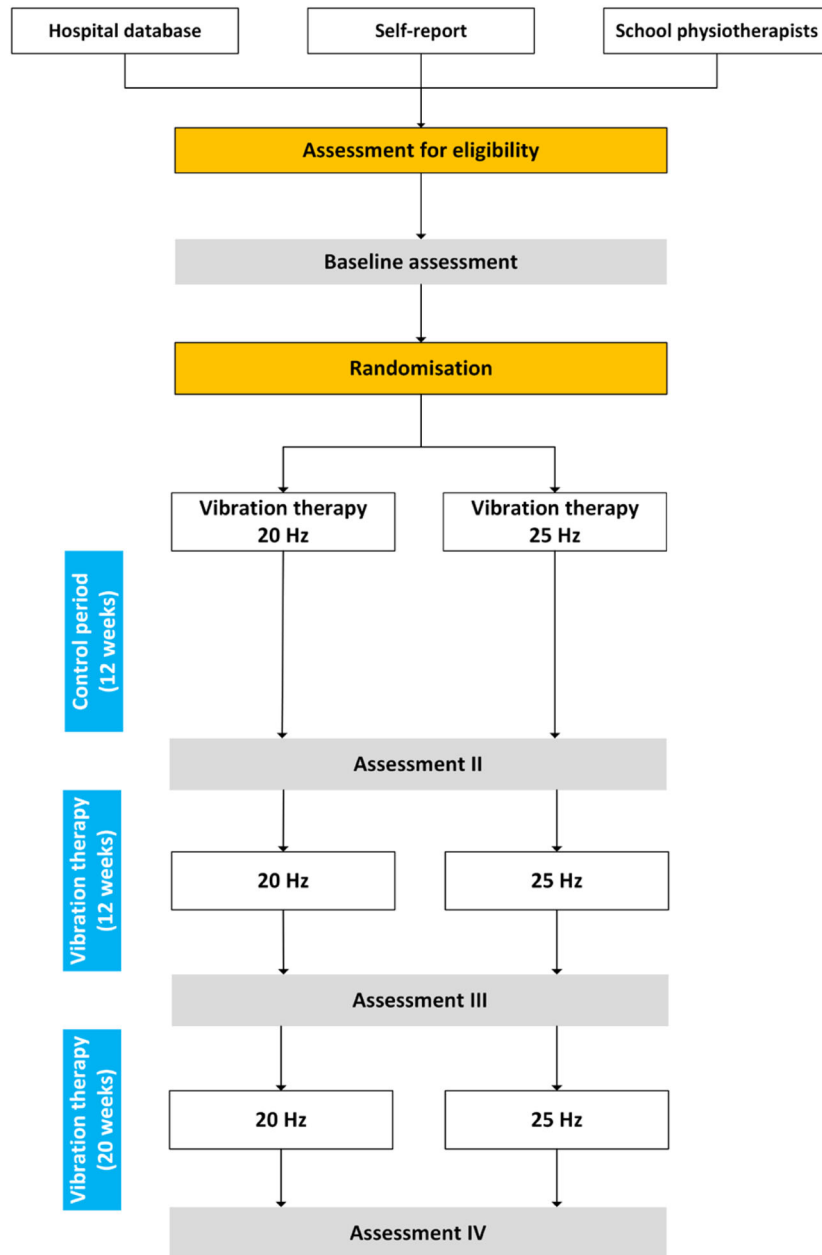 Hospital database
Self-report
School physiotherapists
Assessment for eligibility
Baseline assessment
Randomisation
Vibration therapy
20 Hz
Vibration therapy
25 Hz
Control period
(12 weeks)
Assessment II
Vibration therapy
(12 weeks)
20 Hz
25 Hz
Assessment III
Vibration therapy
(20 weeks)
20 Hz
25 Hz
Assessment IV